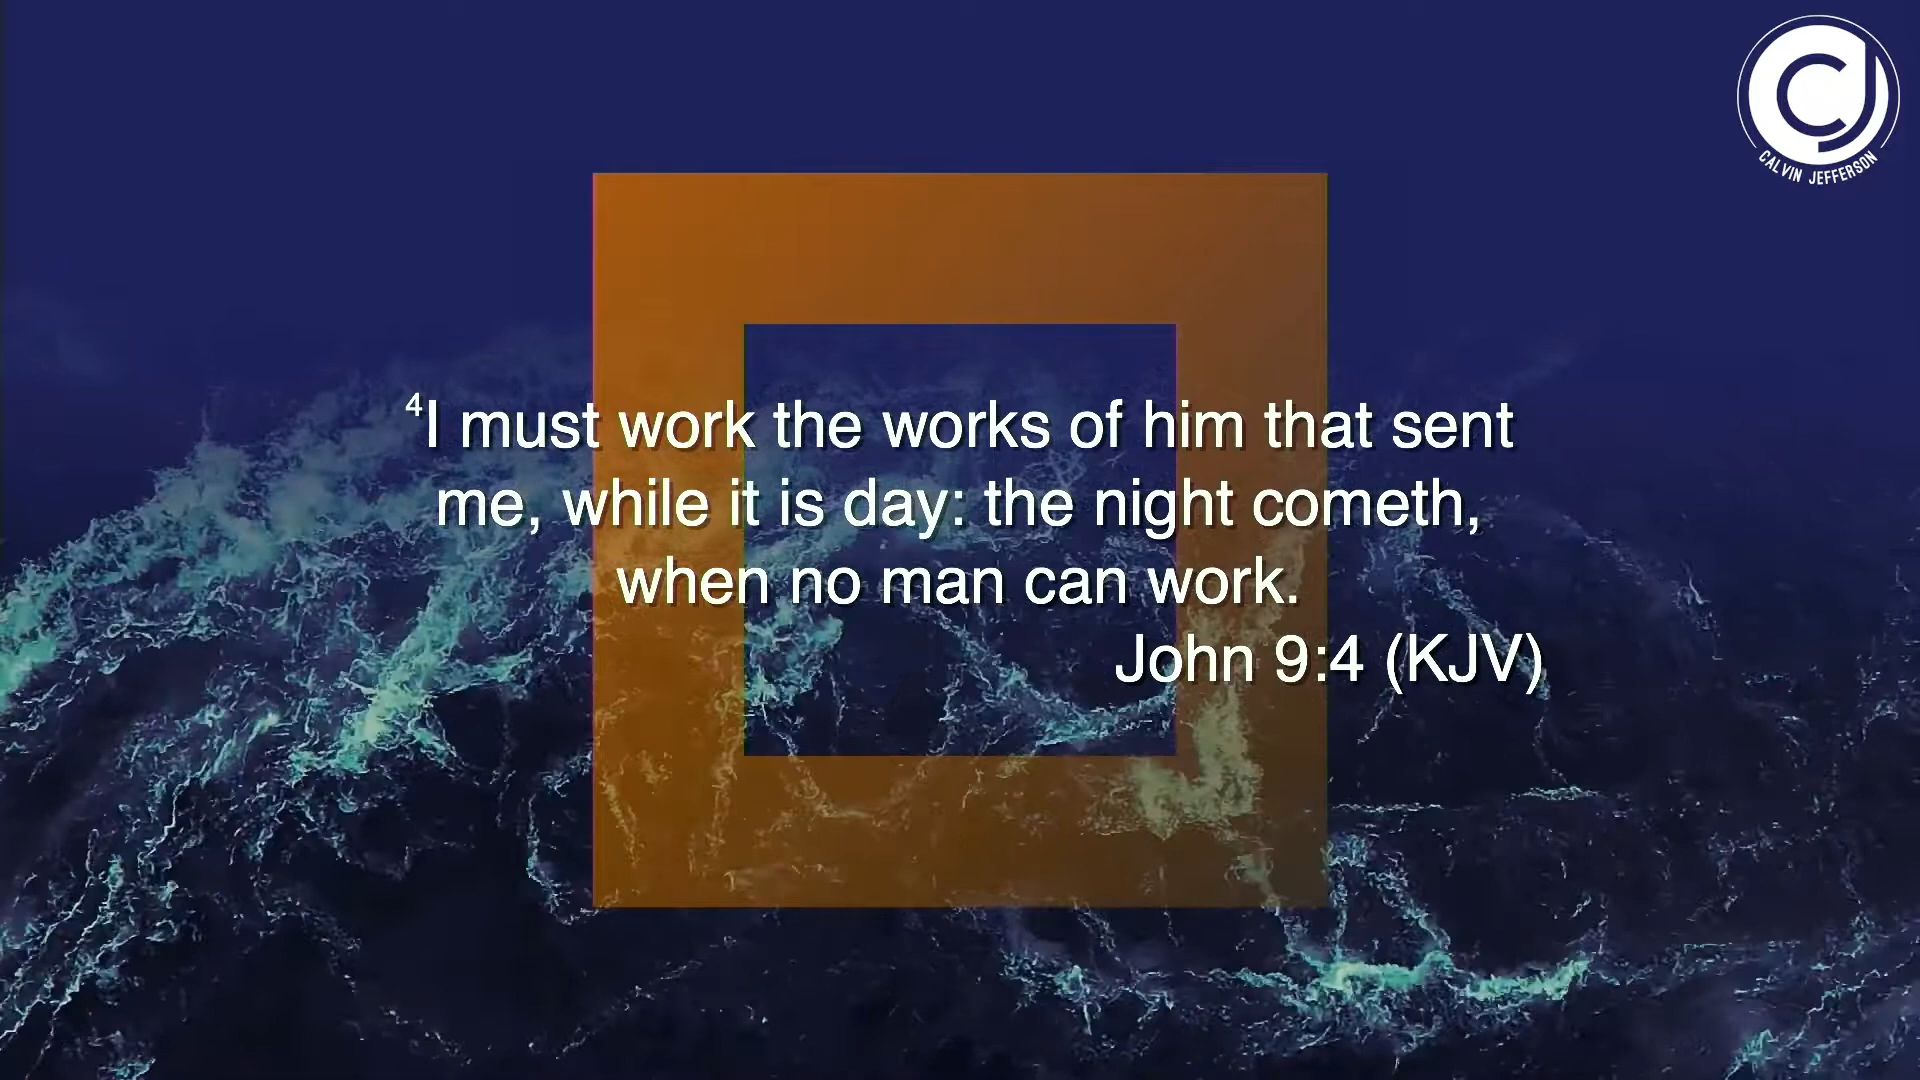 ⁴I must work the works of him that sent
me, while it is day: the night cometh,
when no man can work.
John 9:4 (KJV)
CJ
CALVIN JEFFERSON